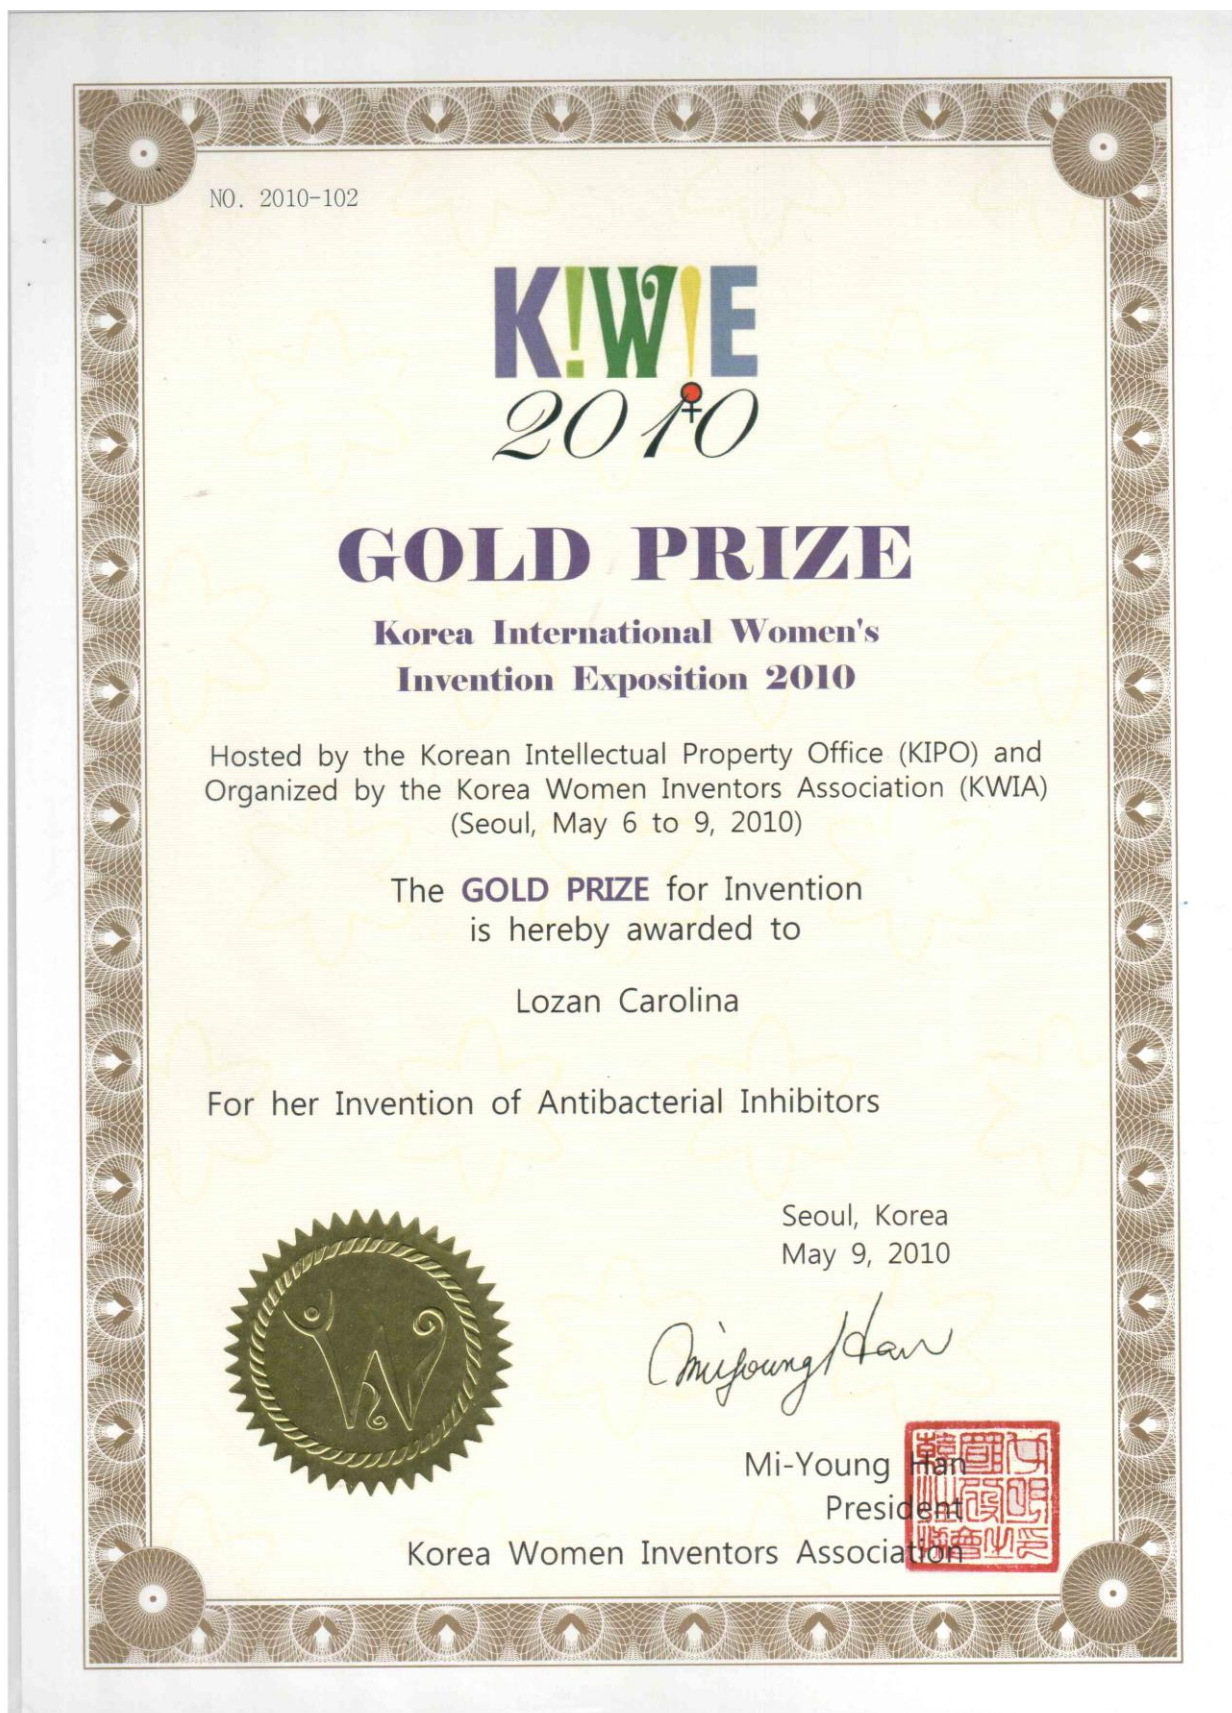 NO. 2010-102
K!W!E
2010
GOLD PRIZE
Korea International Women's
Invention Exposition 2010
Hosted by the Korean Intellectual Property Office (KIPO) and
Organized by the Korea Women Inventors Association (KWIA)
(Seoul, May 6 to 9, 2010)
The GOLD PRIZE for Invention
is hereby awarded to
Lozan Carolina
For her Invention of Antibacterial Inhibitors
Seoul, Korea
May 9, 2010
Miyoung Han
Mi-Young Han
President
Korea Women Inventors Association